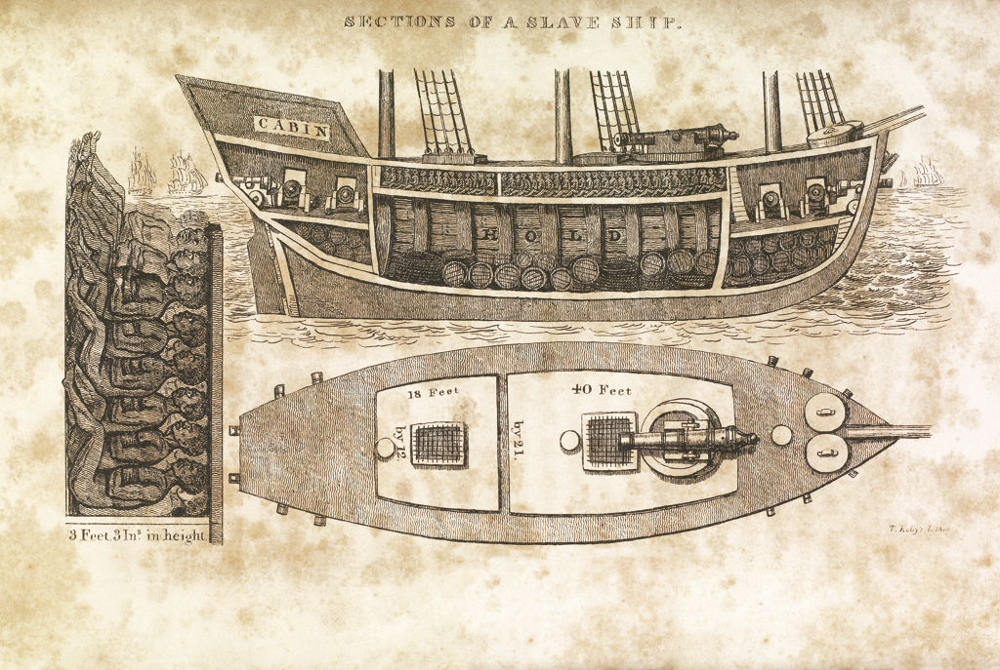 SECTIONS OF A SLAVE SHIP.
CABIN
HOLD
18 Feet
by 12.
40 Feet
by 21.
3 Feet 3 Inˢ in height